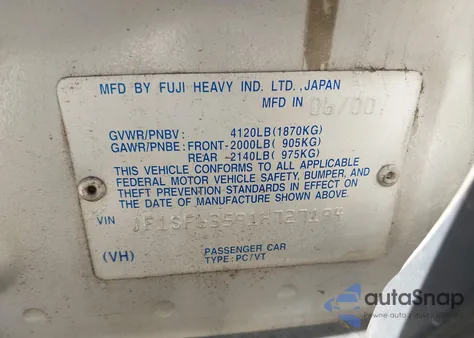 MFD BY FUJI HEAVY IND. LTD.,JAPAN
MFD IN 06/00
GVWR/PNBV: 4120LB(1870KG)
GAWR/PNBE: FRONT-2000LB( 905KG)
REAR -2140LB( 975KG)
THIS VEHICLE CONFORMS TO ALL APPLICABLE
FEDERAL MOTOR VEHICLE SAFETY, BUMPER, AND
THEFT PREVENTION STANDARDS IN EFFECT ON
THE DATE OF MANUFACTURE SHOWN ABOVE.
VIN
(VH)
PASSENGER CAR
TYPE:PC/VT
autoSnap